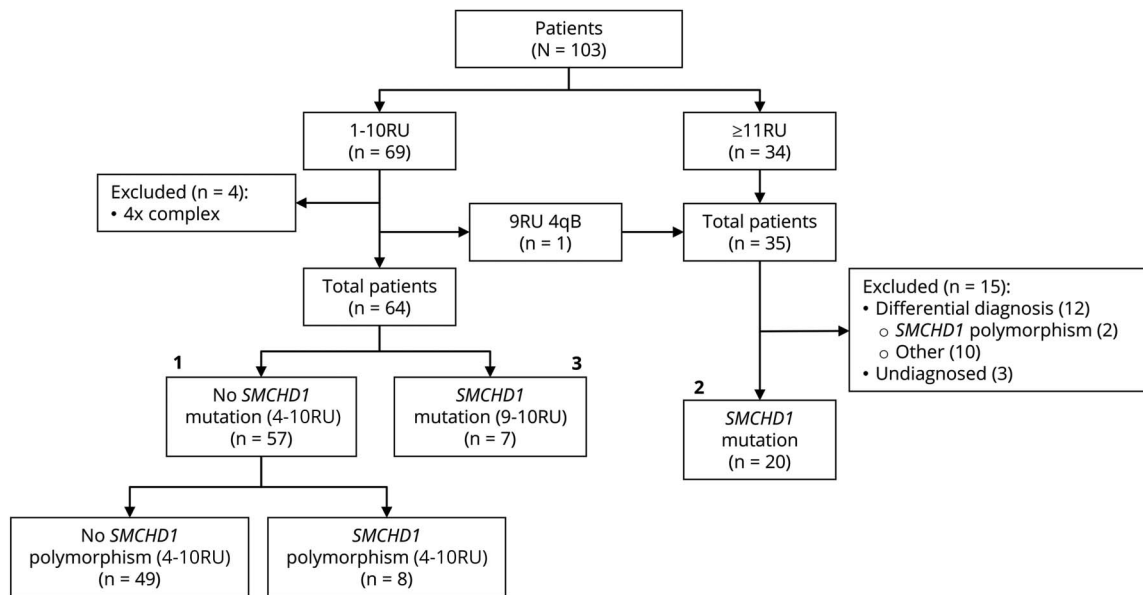 Patients
(N = 103)
1-10RU
(n = 69)
≥11RU
(n = 34)
Excluded (n = 4):
• 4x complex
9RU 4qB
(n = 1)
Total patients
(n = 35)
Total patients
(n = 64)
Excluded (n = 15):
• Differential diagnosis (12)
o SMCHD1 polymorphism (2)
o Other (10)
• Undiagnosed (3)
1
No SMCHD1
mutation (4-10RU)
(n = 57)
3
SMCHD1
mutation (9-10RU)
(n = 7)
2
SMCHD1
mutation
(n = 20)
No SMCHD1
polymorphism (4-10RU)
(n = 49)
SMCHD1
polymorphism (4-10RU)
(n = 8)